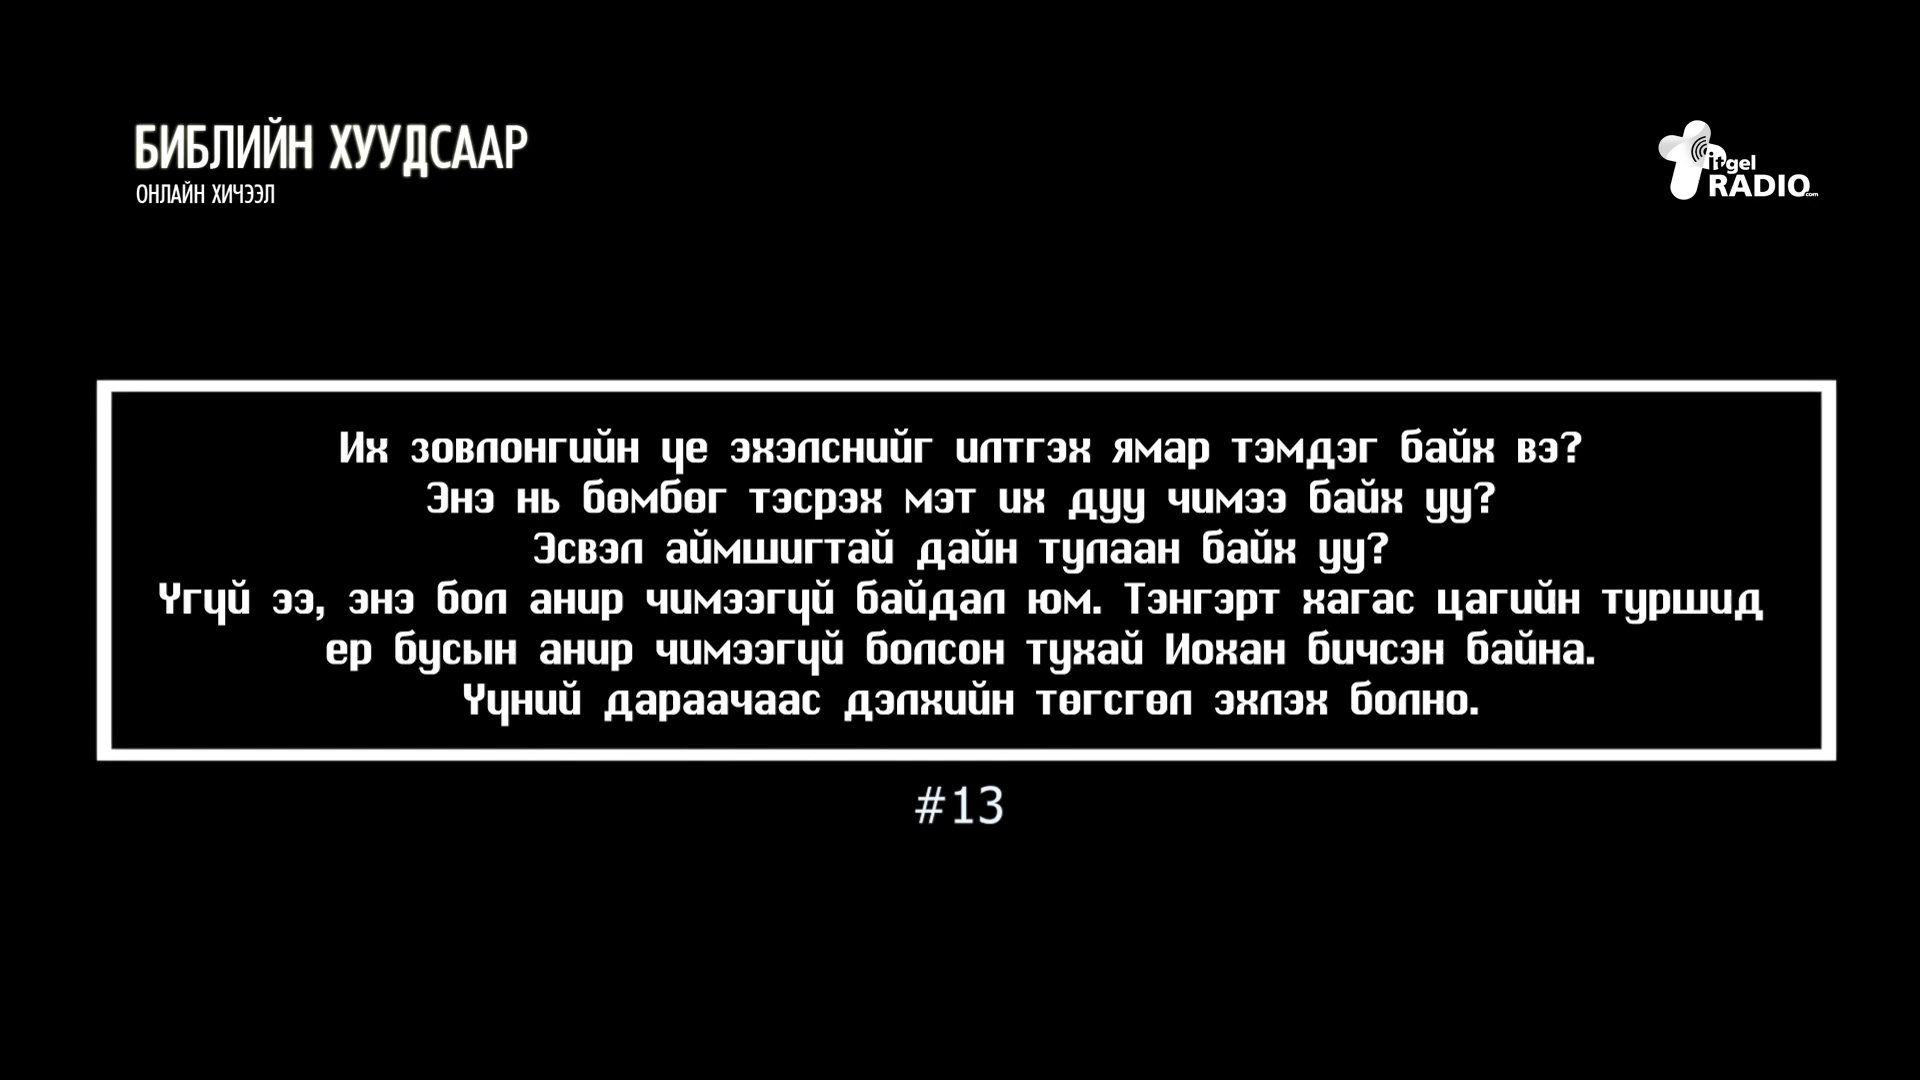 БИБЛИЙН ХУУДСААР
ОНЛАЙН ХИЧЭЭЛ
itgel
RADIO.com
Их зовлонгийн үе эхэлснийг илтгэх ямар тэмдэг байх вэ?
Энэ нь бөмбөг тэсрэх мэт их дуу чимээ байх уу?
Эсвэл аймшигтай дайн тулаан байх уу?
Үгүй ээ, энэ бол анир чимээгүй байдал юм. Тэнгэрт хагас цагийн туршид
ер бусын анир чимээгүй болсон тухай Иохан бичсэн байна.
Үүний дараачаас дэлхийн төгсгөл эхлэх болно.
#13